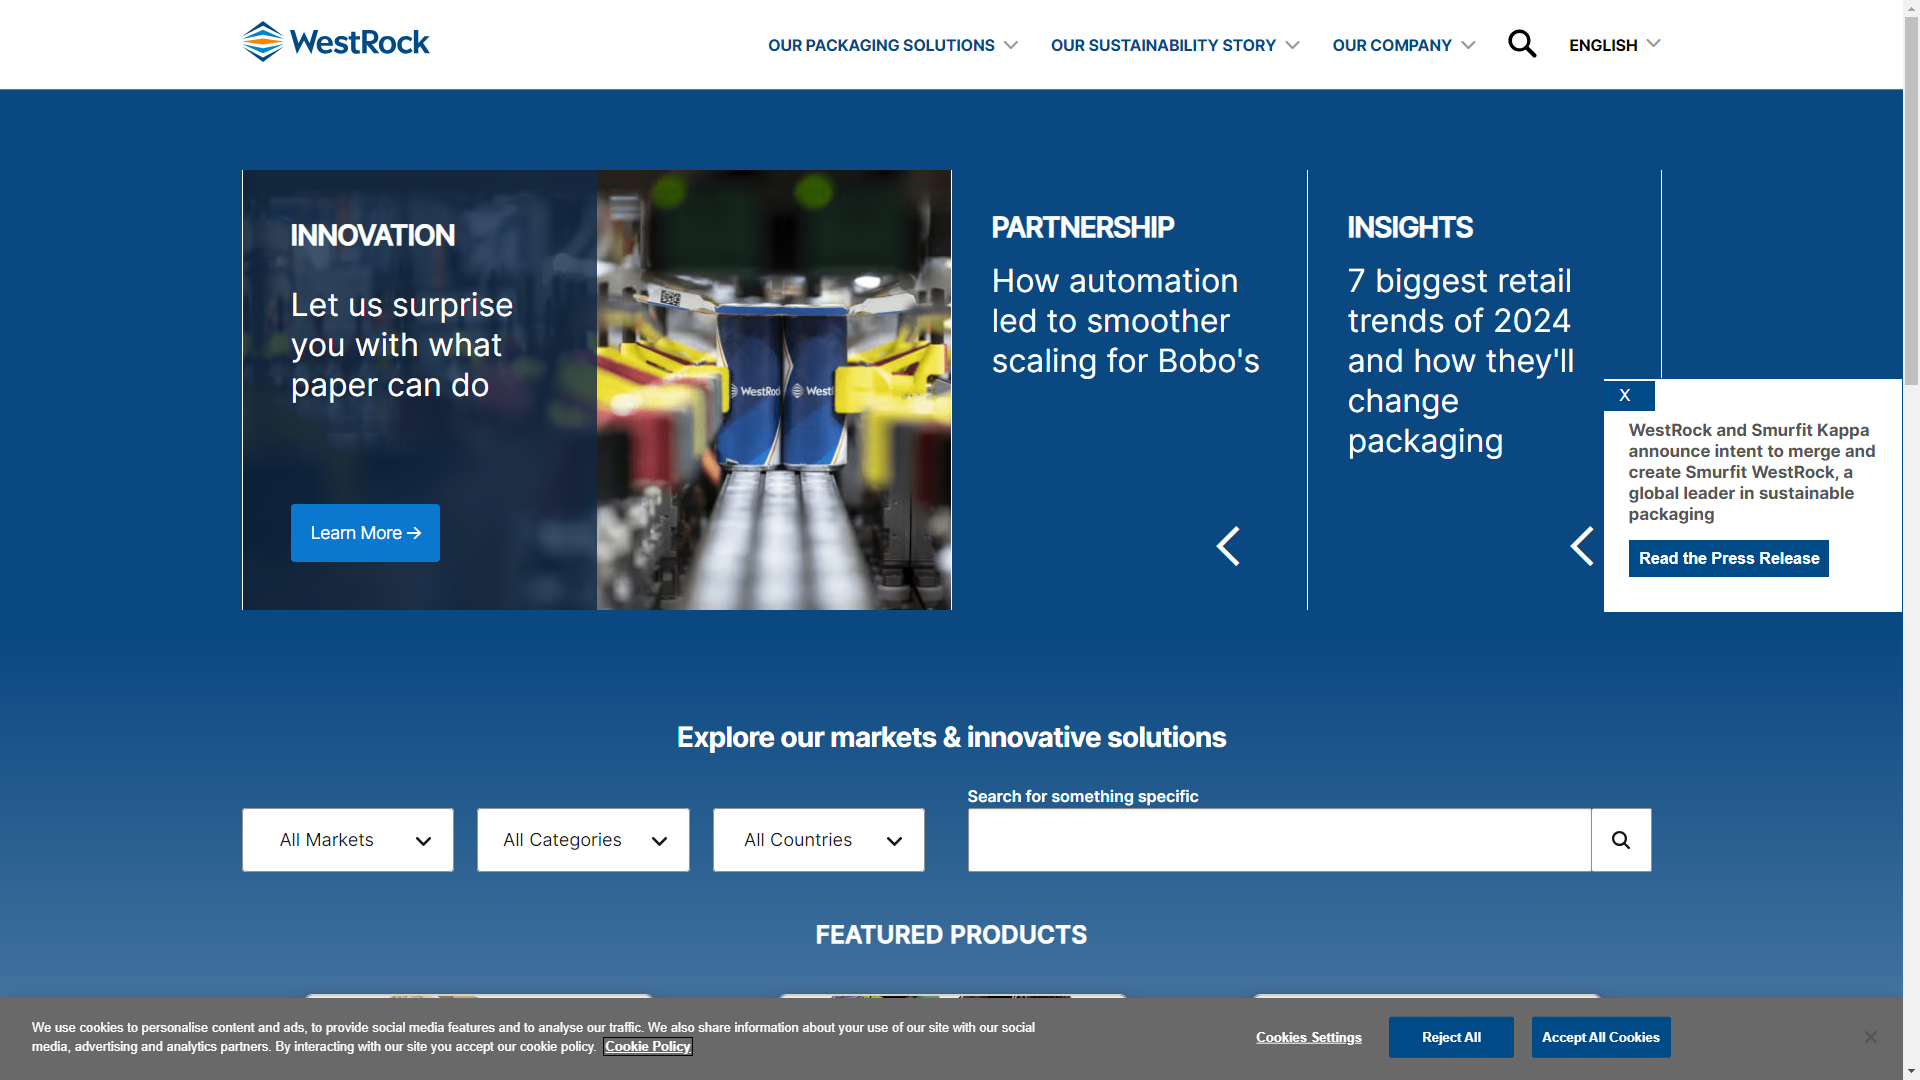 WestRock
OUR PACKAGING SOLUTIONS
OUR SUSTAINABILITY STORY
OUR COMPANY
ENGLISH
INNOVATION
Let us surprise
you with what
paper can do
Learn More →
WestRock
West
PARTNERSHIP
How automation
led to smoother
scaling for Bobo's
INSIGHTS
7 biggest retail
trends of 2024
and how they'll
change
packaging
X
WestRock and Smurfit Kappa
announce intent to merge and
create Smurfit WestRock, a
global leader in sustainable
packaging
Read the Press Release
Explore our markets & innovative solutions
Search for something specific
All Markets
All Categories
All Countries
FEATURED PRODUCTS
We use cookies to personalise content and ads, to provide social media features and to analyse our traffic. We also share information about your use of our site with our social
media, advertising and analytics partners. By interacting with our site you accept our cookie policy. Cookie Policy
Cookies Settings
Reject All
Accept All Cookies